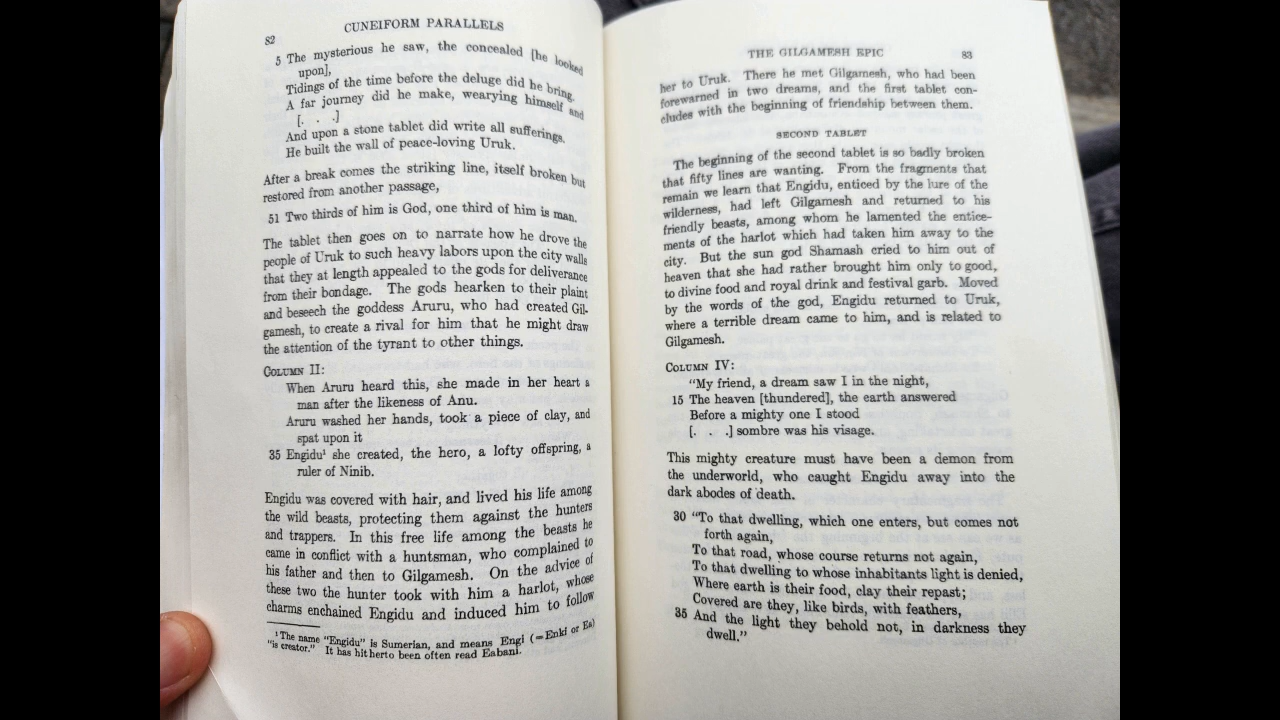 82
CUNEIFORM PARALLELS
5 The mysterious he saw, the concealed [he looked
upon],
Tidings of the time before the deluge did he bring.
A far journey did he make, wearying himself and
[. . .]
And upon a stone tablet did write all sufferings.
He built the wall of peace-loving Uruk.
After a break comes the striking line, itself broken but
restored from another passage,
51 Two thirds of him is God, one third of him is man.
The tablet then goes on to narrate how he drove the
people of Uruk to such heavy labors upon the city walls
that they at length appealed to the gods for deliverance
from their bondage. The gods hearken to their plaint
and beseech the goddess Aruru, who had created Gil-
gamesh, to create a rival for him that he might draw
the attention of the tyrant to other things.
COLUMN II:
When Aruru heard this, she made in her heart a
man after the likeness of Anu.
Aruru washed her hands, took a piece of clay, and
spat upon it
35 Engidu¹ she created, the hero, a lofty offspring, a
ruler of Ninib.
Engidu was covered with hair, and lived his life among
the wild beasts, protecting them against the hunters
and trappers. In this free life among the beasts he
came in conflict with a huntsman, who complained to
his father and then to Gilgamesh. On the advice of
these two the hunter took with him a harlot, whose
charms enchained Engidu and induced him to follow
¹ The name "Engidu" is Sumerian, and means Engi (=Enki or Ea)
"is creator." It has hitherto been often read Eabani.
THE GILGAMESH EPIC
83
her to Uruk. There he met Gilgamesh, who had been
forewarned in two dreams, and the first tablet con-
cludes with the beginning of friendship between them.
SECOND TABLET
The beginning of the second tablet is so badly broken
that fifty lines are wanting. From the fragments that
remain we learn that Engidu, enticed by the lure of the
wilderness, had left Gilgamesh and returned to his
friendly beasts, among whom he lamented the entice-
ments of the harlot which had taken him away to the
city. But the sun god Shamash cried to him out of
heaven that she had rather brought him only to good,
to divine food and royal drink and festival garb. Moved
by the words of the god, Engidu returned to Uruk,
where a terrible dream came to him, and is related to
Gilgamesh.
COLUMN IV:
"My friend, a dream saw I in the night,
15 The heaven [thundered], the earth answered
Before a mighty one I stood
[. . .] sombre was his visage.
This mighty creature must have been a demon from
the underworld, who caught Engidu away into the
dark abodes of death.
30 "To that dwelling, which one enters, but comes not
forth again,
To that road, whose course returns not again,
To that dwelling to whose inhabitants light is denied,
Where earth is their food, clay their repast;
Covered are they, like birds, with feathers,
35 And the light they behold not, in darkness they
dwell."